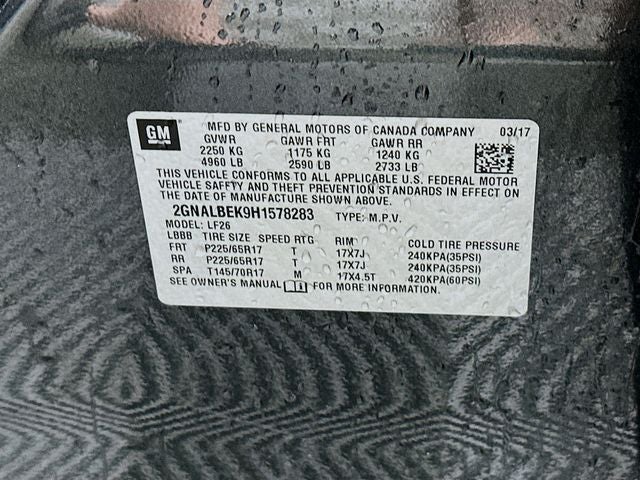 GM MFD BY GENERAL MOTORS OF CANADA COMPANY 03/17
GVWR GAWR FRT GAWR RR
2250 KG 1175 KG 1240 KG
4960 LB 2590 LB 2733 LB
THIS VEHICLE CONFORMS TO ALL APPLICABLE U.S. FEDERAL MOTOR
VEHICLE SAFETY AND THEFT PREVENTION STANDARDS IN EFFECT ON
THE DATE OF MANUFACTURE SHOWN ABOVE.
2GNALBEK9H1578283 TYPE: M.P.V.
MODEL: LF26
LBBB TIRE SIZE SPEED RTG RIM COLD TIRE PRESSURE
FRT P225/65R17 T 17X7J 240KPA(35PSI)
RR P225/65R17 T 17X7J 240KPA(35PSI)
SPA T145/70R17 M 17X4.5T 420KPA(60PSI)
SEE OWNER'S MANUAL FOR MORE INFORMATION.